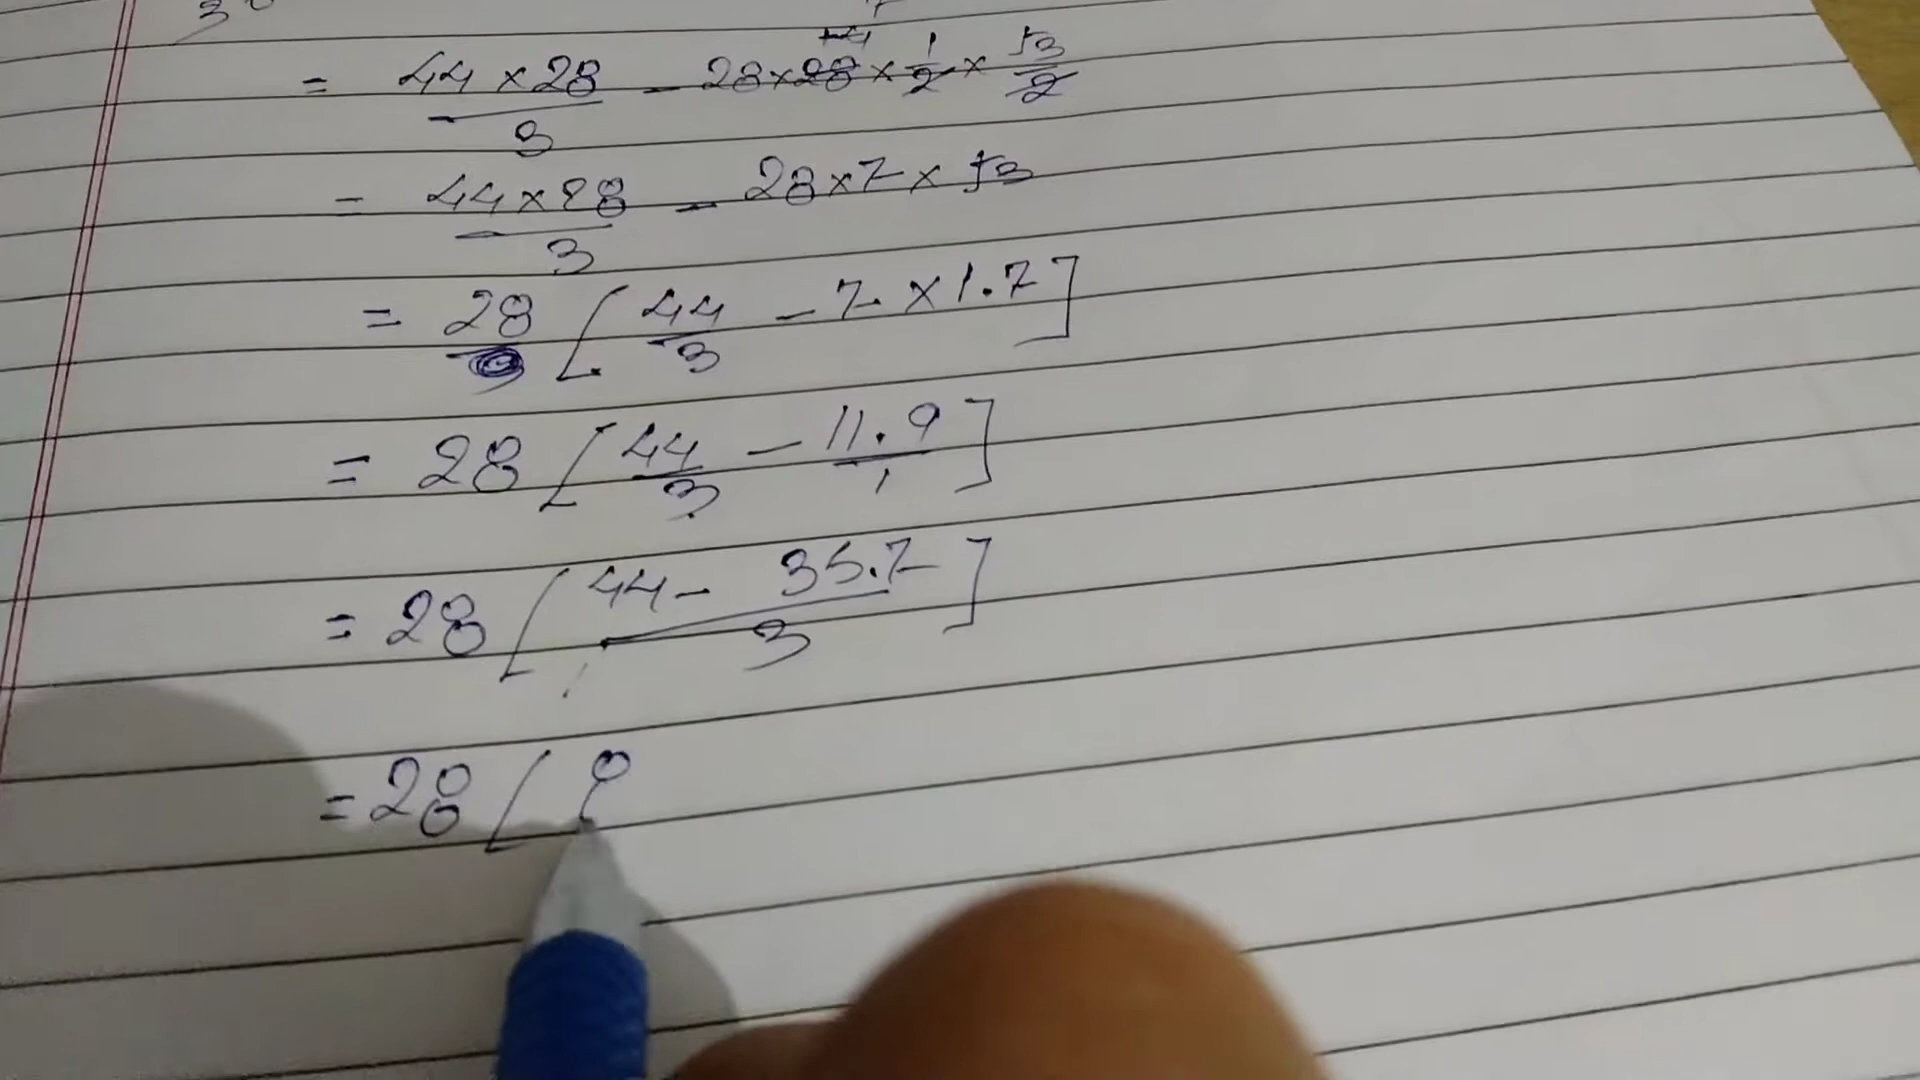 = 44 × 28 / 3 - 28 × 28 × 1/2 × √3/2
= 44 × 28 / 3 - 28 × 7 × √3
= 28 [ 44/3 - 7 × 1.7 ]
= 28 [ 44/3 - 11.9/1 ]
= 28 [ 44 - 35.7 / 3 ]
= 28 [ 8